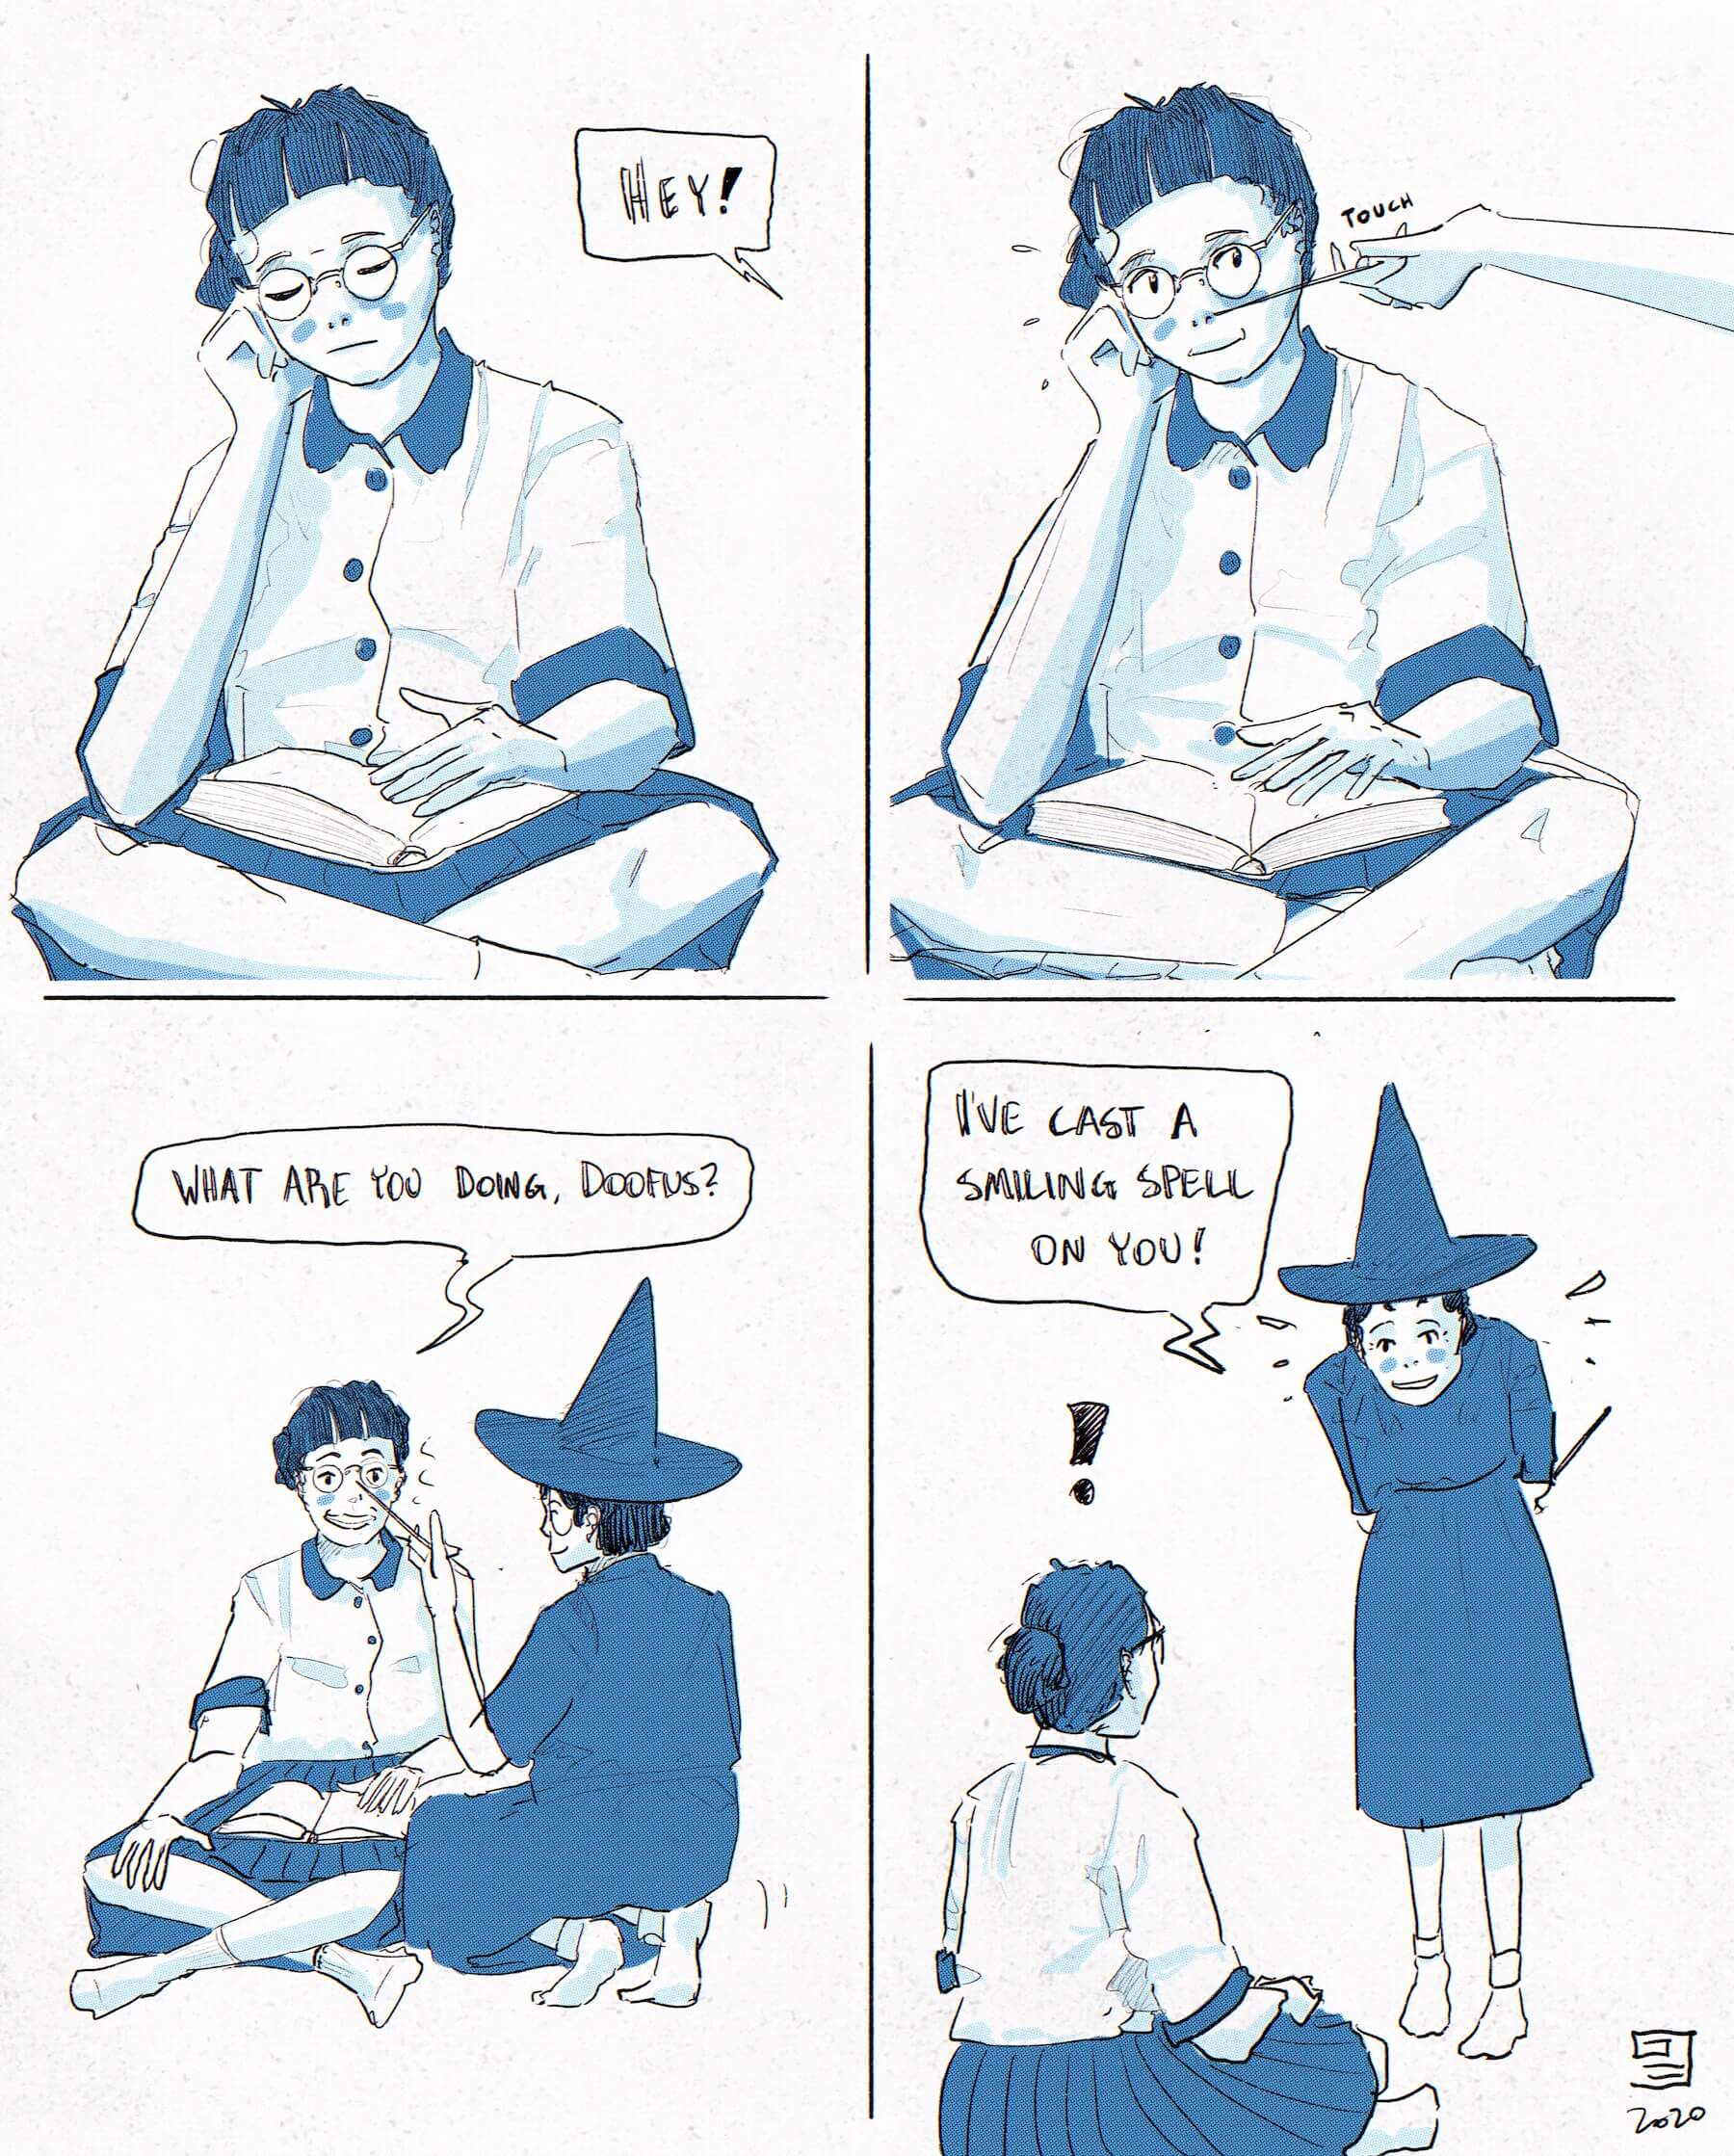 HEY!
TOUCH
WHAT ARE YOU DOING, DOOFUS?
I'VE CAST A
SMILING SPELL
ON YOU!
!
2020